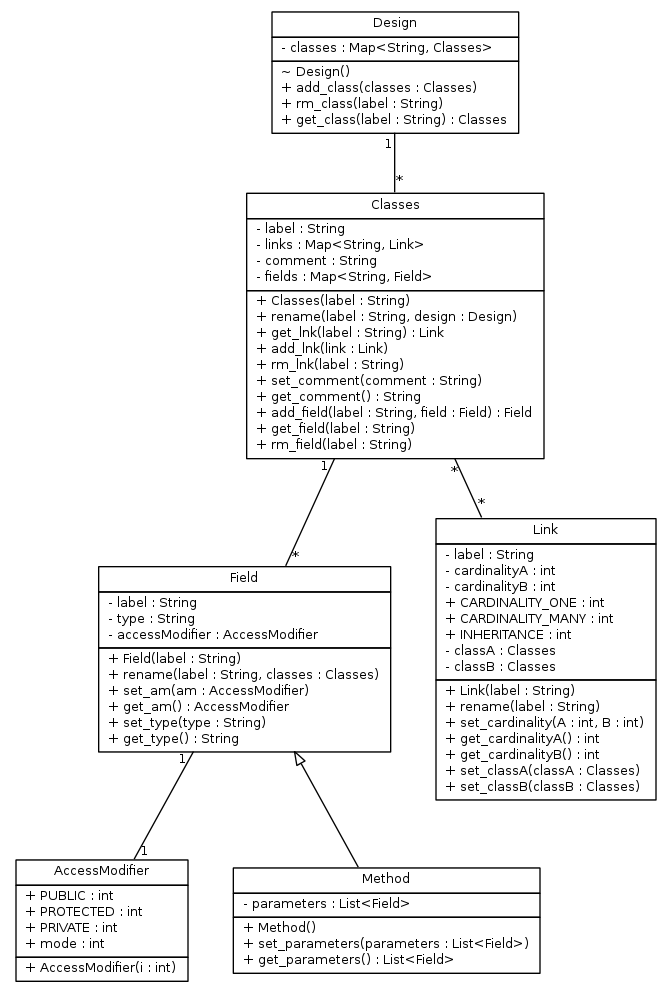 Design
- classes : Map<String, Classes>
~ Design()
+ add_class(classes : Classes)
+ rm_class(label : String)
+ get_class(label : String) : Classes
1
*
Classes
- label : String
- links : Map<String, Link>
- comment : String
- fields : Map<String, Field>
+ Classes(label : String)
+ rename(label : String, design : Design)
+ get_lnk(label : String) : Link
+ add_lnk(link : Link)
+ rm_lnk(label : String)
+ set_comment(comment : String)
+ get_comment() : String
+ add_field(label : String, field : Field) : Field
+ get_field(label : String)
+ rm_field(label : String)
1
*
*
*
Link
- label : String
- cardinalityA : int
- cardinalityB : int
+ CARDINALITY_ONE : int
+ CARDINALITY_MANY : int
+ INHERITANCE : int
- classA : Classes
- classB : Classes
+ Link(label : String)
+ rename(label : String)
+ set_cardinality(A : int, B : int)
+ get_cardinalityA() : int
+ get_cardinalityB() : int
+ set_classA(classA : Classes)
+ set_classB(classB : Classes)
Field
- label : String
- type : String
- accessModifier : AccessModifier
+ Field(label : String)
+ rename(label : String, classes : Classes)
+ set_am(am : AccessModifier)
+ get_am() : AccessModifier
+ set_type(type : String)
+ get_type() : String
1
1
AccessModifier
+ PUBLIC : int
+ PROTECTED : int
+ PRIVATE : int
+ mode : int
+ AccessModifier(i : int)
Method
- parameters : List<Field>
+ Method()
+ set_parameters(parameters : List<Field>)
+ get_parameters() : List<Field>